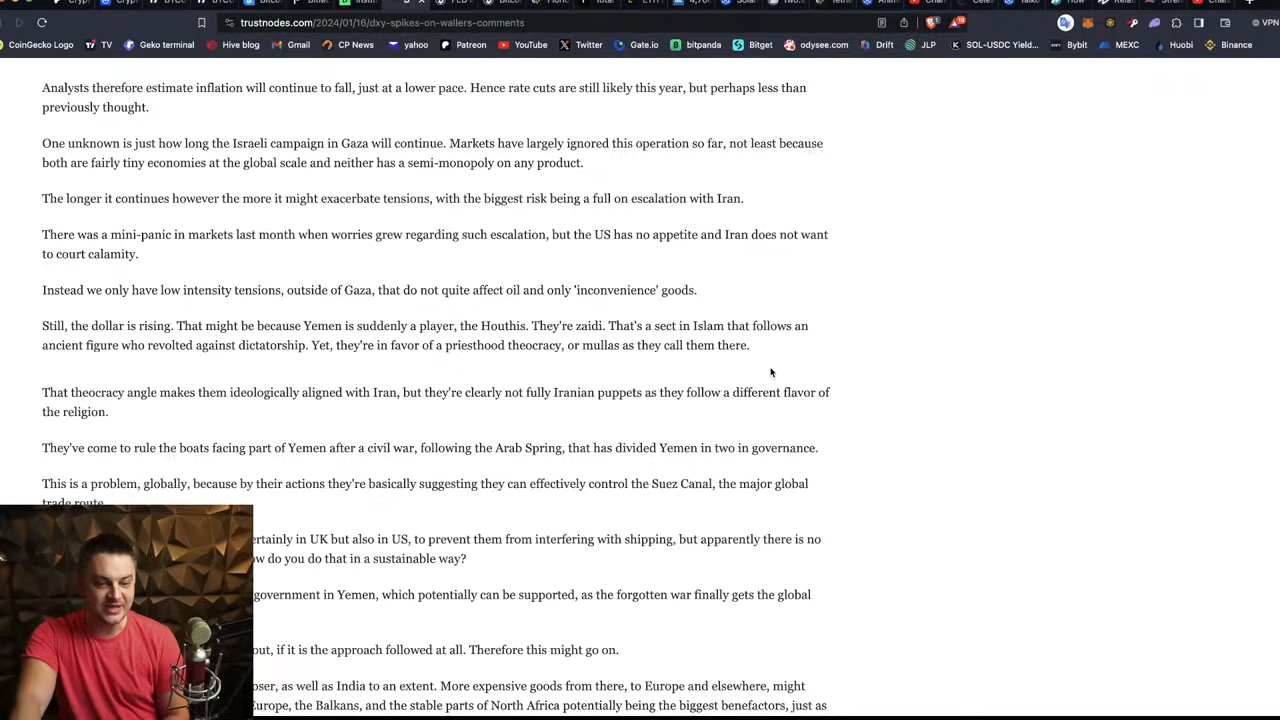 trustnodes.com/2024/01/16/dxy-spikes-on-wallers-comments
VPN
CoinGecko Logo TV Geko terminal Hive blog Gmail CP News yahoo Patreon YouTube Twitter Gate.io bitpanda Bitget odysee.com Drift JLP SOL-USDC Yield... Bybit MEXC Huobi Binance
Analysts therefore estimate inflation will continue to fall, just at a lower pace. Hence rate cuts are still likely this year, but perhaps less than
previously thought.
One unknown is just how long the Israeli campaign in Gaza will continue. Markets have largely ignored this operation so far, not least because
both are fairly tiny economies at the global scale and neither has a semi-monopoly on any product.
The longer it continues however the more it might exacerbate tensions, with the biggest risk being a full on escalation with Iran.
There was a mini-panic in markets last month when worries grew regarding such escalation, but the US has no appetite and Iran does not want
to court calamity.
Instead we only have low intensity tensions, outside of Gaza, that do not quite affect oil and only 'inconvenience' goods.
Still, the dollar is rising. That might be because Yemen is suddenly a player, the Houthis. They're zaidi. That's a sect in Islam that follows an
ancient figure who revolted against dictatorship. Yet, they're in favor of a priesthood theocracy, or mullas as they call them there.
That theocracy angle makes them ideologically aligned with Iran, but they're clearly not fully Iranian puppets as they follow a different flavor of
the religion.
They've come to rule the boats facing part of Yemen after a civil war, following the Arab Spring, that has divided Yemen in two in governance.
This is a problem, globally, because by their actions they're basically suggesting they can effectively control the Suez Canal, the major global
trade route.
ertainly in UK but also in US, to prevent them from interfering with shipping, but apparently there is no
ow do you do that in a sustainable way?
government in Yemen, which potentially can be supported, as the forgotten war finally gets the global
out, if it is the approach followed at all. Therefore this might go on.
oser, as well as India to an extent. More expensive goods from there, to Europe and elsewhere, might
Europe, the Balkans, and the stable parts of North Africa potentially being the biggest benefactors, just as